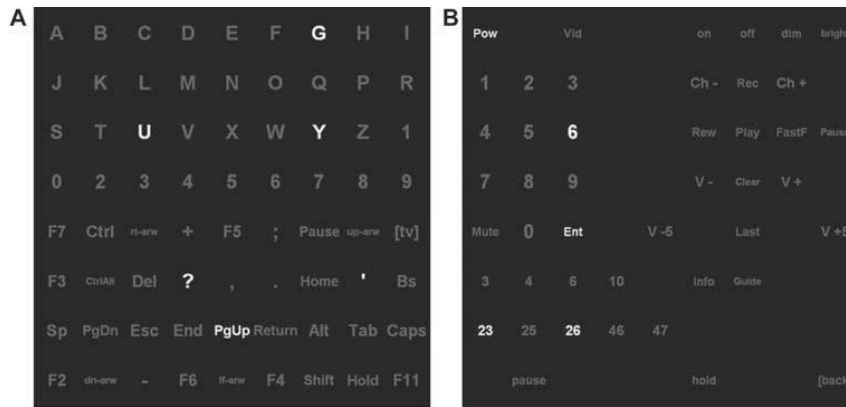 A
A B C D E F G H I
J K L M N O Q P R
S T U V X W Y Z 1
0 2 3 4 5 6 7 8 9
F7 Ctrl rt-arw + F5 ; Pause up-arw [tv]
F3 CtrlAlt Del ? , . Home ' Bs
Sp PgDn Esc End PgUp Return Alt Tab Caps
F2 dn-arw - F6 lf-arw F4 Shift Hold F11
B
Pow Vid on off dim bright
1 2 3 Ch - Rec Ch +
4 5 6 Rew Play FastF Pause
7 8 9 V - Clear V +
Mute 0 Ent V -5 Last V +5
3 4 6 10 Info Guide
23 25 26 46 47
pause hold [back